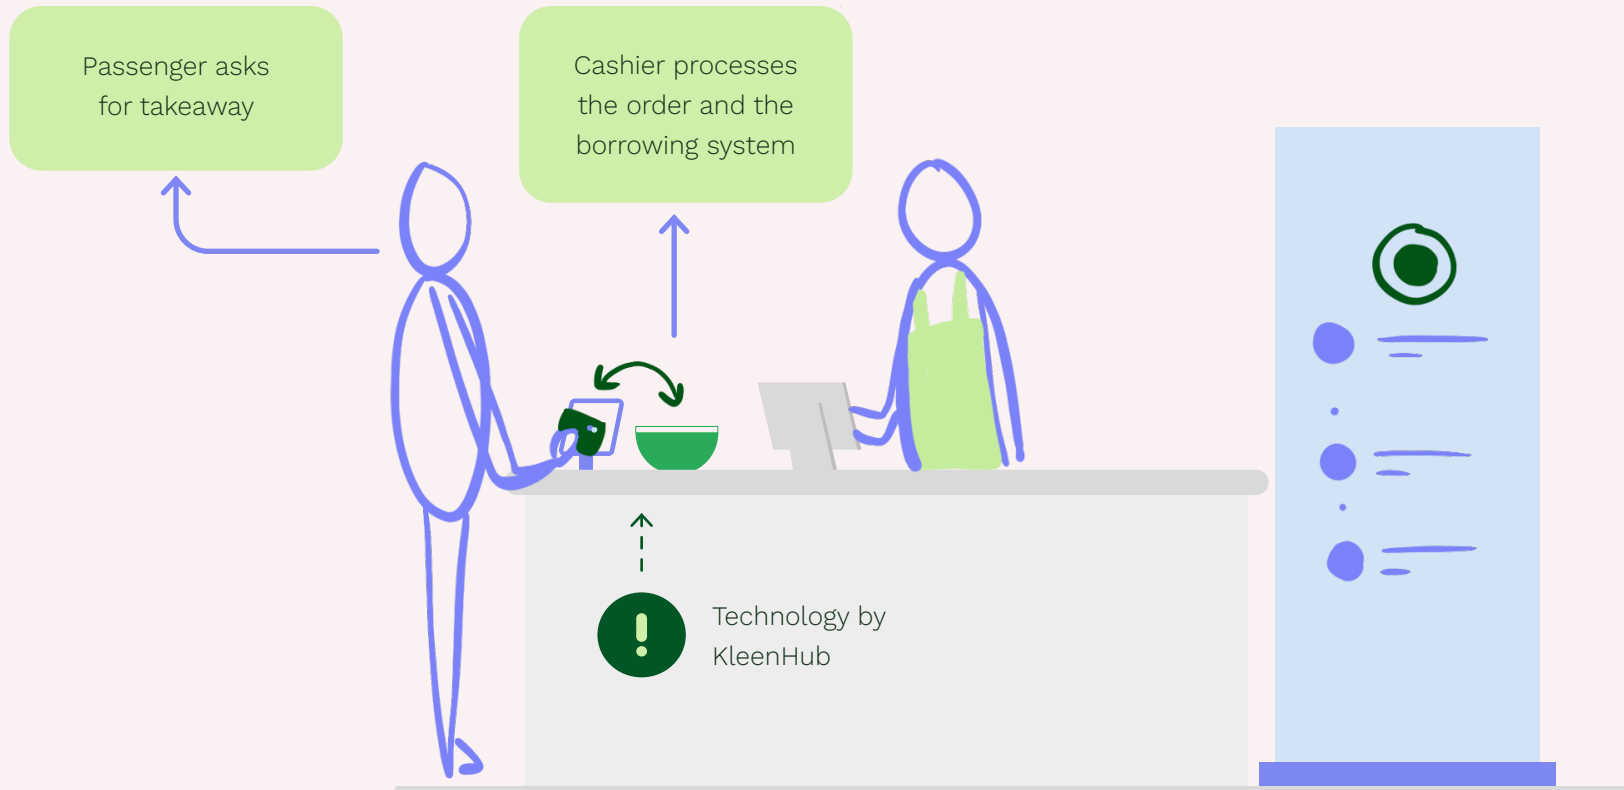 Passenger asks
for takeaway
Cashier processes
the order and the
borrowing system
Technology by
KleenHub